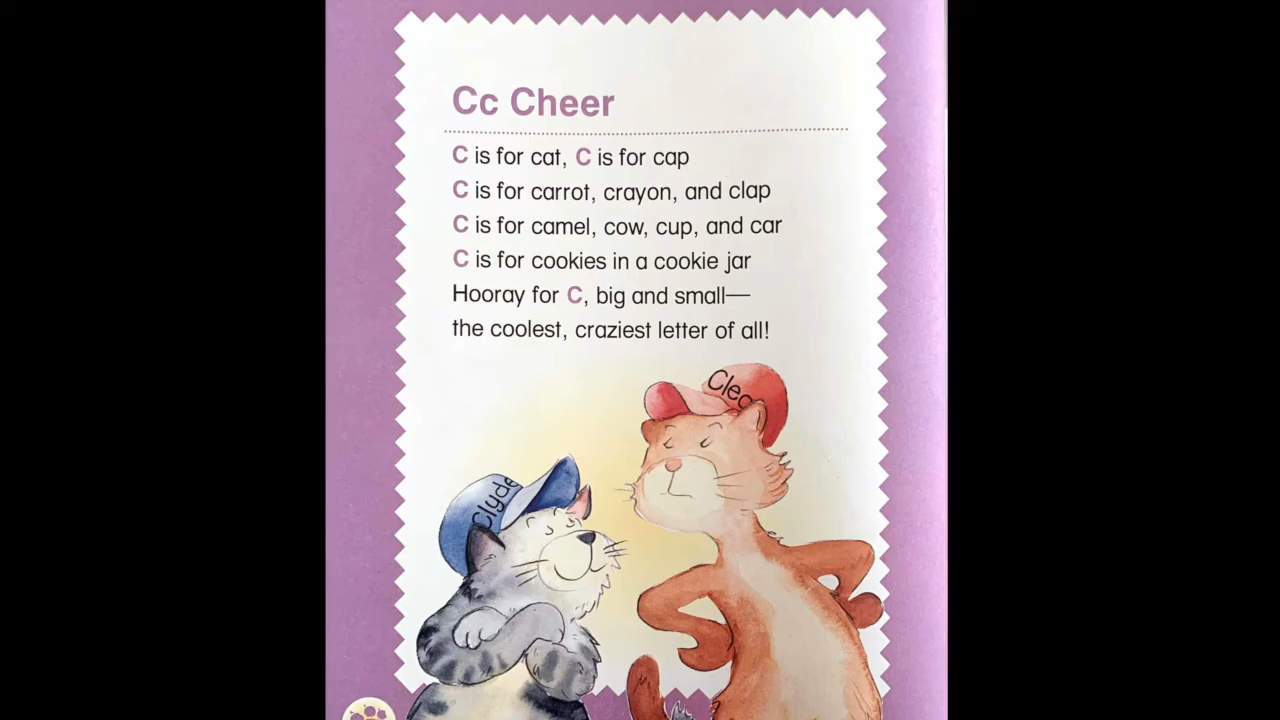 Cc Cheer
C is for cat, C is for cap
C is for carrot, crayon, and clap
C is for camel, cow, cup, and car
C is for cookies in a cookie jar
Hooray for C, big and small—
the coolest, craziest letter of all!
Cleo
Clyde